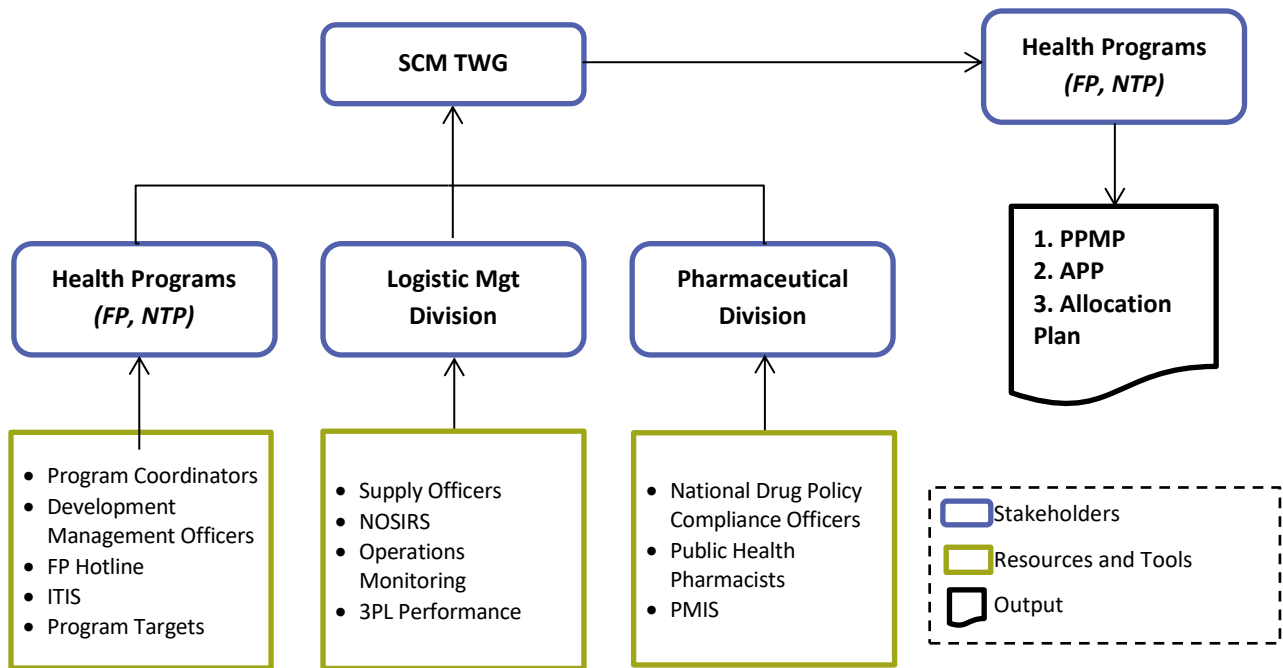 SCM TWG
Health Programs
(FP, NTP)
1. PPMP
2. APP
3. Allocation
Plan
Health Programs
(FP, NTP)
Logistic Mgt
Division
Pharmaceutical
Division
• Program Coordinators
• Development
Management Officers
• FP Hotline
• ITIS
• Program Targets
• Supply Officers
• NOSIRS
• Operations
Monitoring
• 3PL Performance
• National Drug Policy
Compliance Officers
• Public Health
Pharmacists
• PMIS
Stakeholders
Resources and Tools
Output